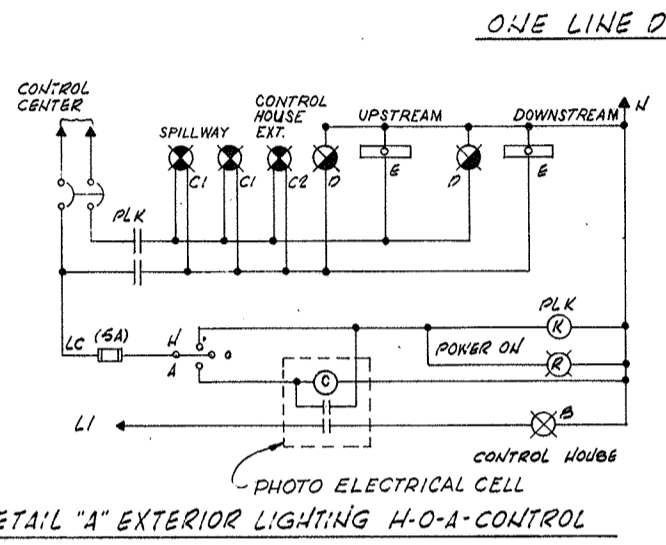 ONE LINE D
CONTROL
CENTER
SPILLWAY
CONTROL
HOUSE
EXT.
UPSTREAM
DOWNSTREAM
N
C1
C1
C2
D
E
D
E
PLK
PLK
LC (5A)
H
O
A
K
POWER ON
R
C
L1
B
CONTROL HOUSE
PHOTO ELECTRICAL CELL
ETAIL "A" EXTERIOR LIGHTING H-O-A-CONTROL